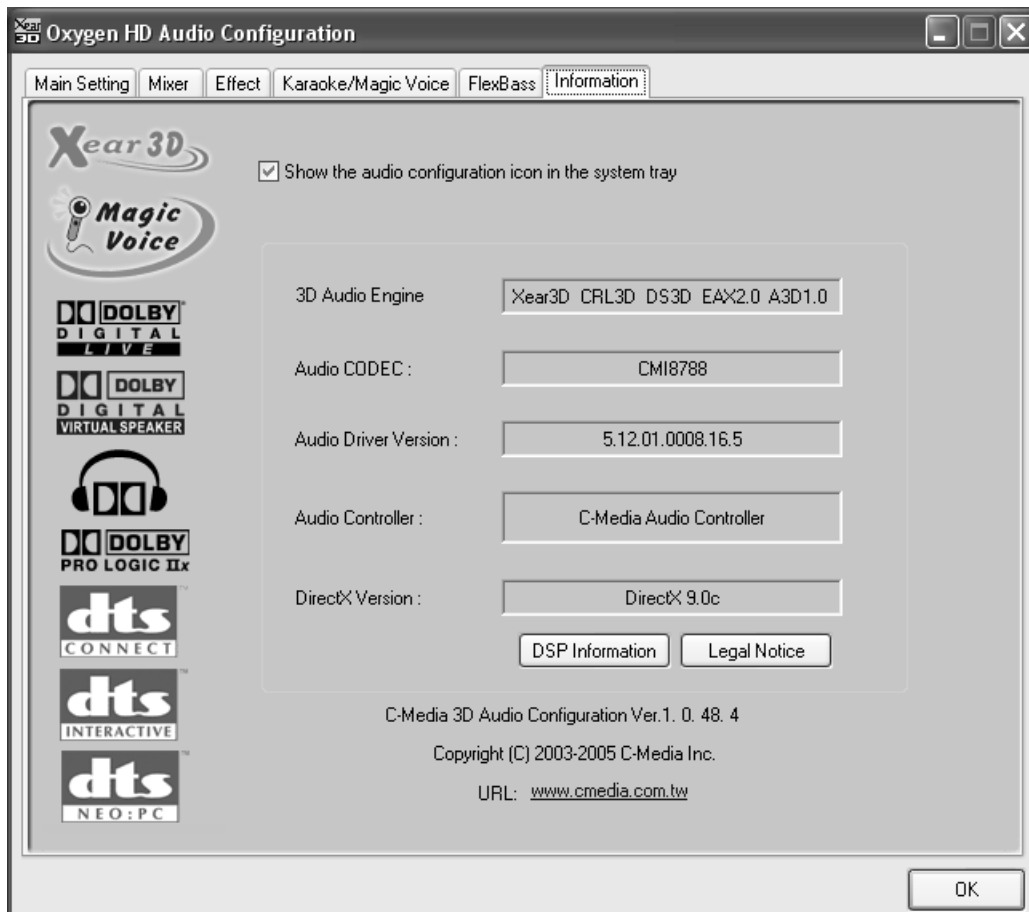 Xear 3D
Oxygen HD Audio Configuration
Main Setting Mixer Effect Karaoke/Magic Voice FlexBass Information
Xear 3D
Show the audio configuration icon in the system tray
Magic
Voice
3D Audio Engine Xear3D CRL3D DS3D EAX2.0 A3D1.0
DOLBY
DIGITAL
LIVE
Audio CODEC : CMI8788
DOLBY
DIGITAL
VIRTUAL SPEAKER
Audio Driver Version : 5.12.01.0008.16.5
Audio Controller : C-Media Audio Controller
DOLBY
PRO LOGIC IIx
DirectX Version : DirectX 9.0c
dts
CONNECT
DSP Information Legal Notice
dts
INTERACTIVE
C-Media 3D Audio Configuration Ver.1. 0. 48. 4
Copyright (C) 2003-2005 C-Media Inc.
dts
NEO:PC
URL: www.cmedia.com.tw
OK